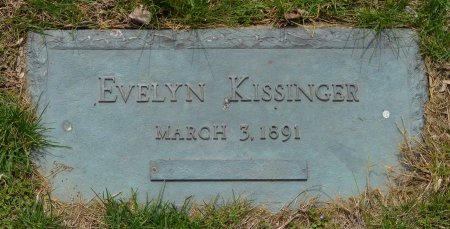 EVELYN KISSINGER
MARCH 3, 1891